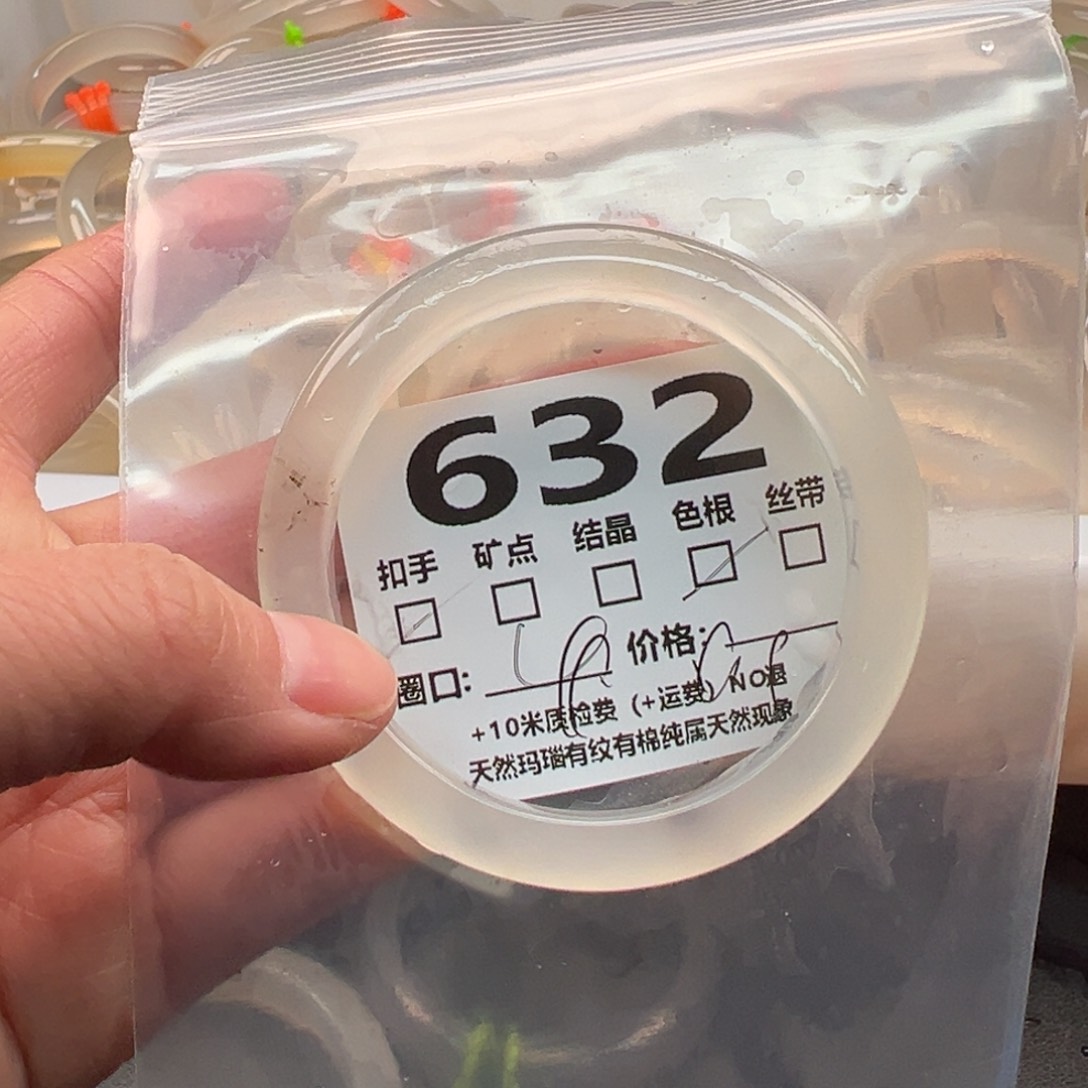 632
扣手 矿点 结晶 色根 丝带
圈口: 价格:
+10米质检费（+运费）NO退
天然玛瑙有纹有棉纯属天然现象